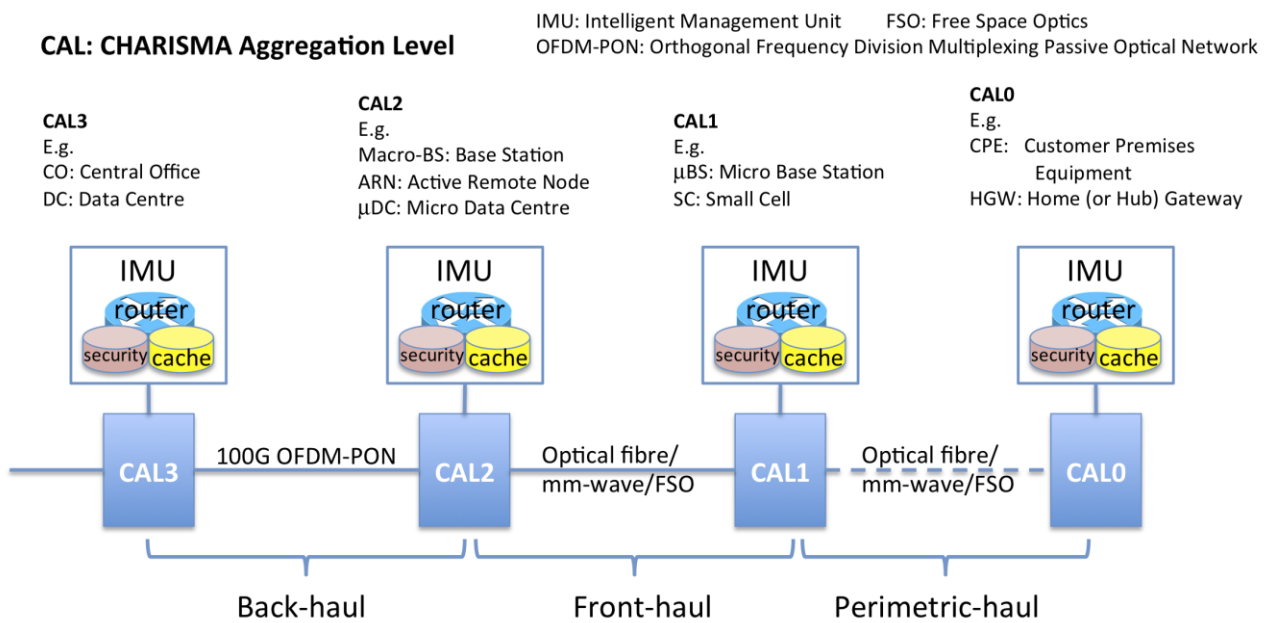 IMU: Intelligent Management Unit FSO: Free Space Optics
CAL: CHARISMA Aggregation Level
OFDM-PON: Orthogonal Frequency Division Multiplexing Passive Optical Network
CAL3
E.g.
CO: Central Office
DC: Data Centre
CAL2
E.g.
Macro-BS: Base Station
ARN: Active Remote Node
µDC: Micro Data Centre
CAL1
E.g.
µBS: Micro Base Station
SC: Small Cell
CAL0
E.g.
CPE: Customer Premises
Equipment
HGW: Home (or Hub) Gateway
IMU
router
security cache
IMU
router
security cache
IMU
router
security cache
IMU
router
security cache
CAL3
100G OFDM-PON
CAL2
Optical fibre/
mm-wave/FSO
CAL1
Optical fibre/
mm-wave/FSO
CAL0
Back-haul
Front-haul
Perimetric-haul